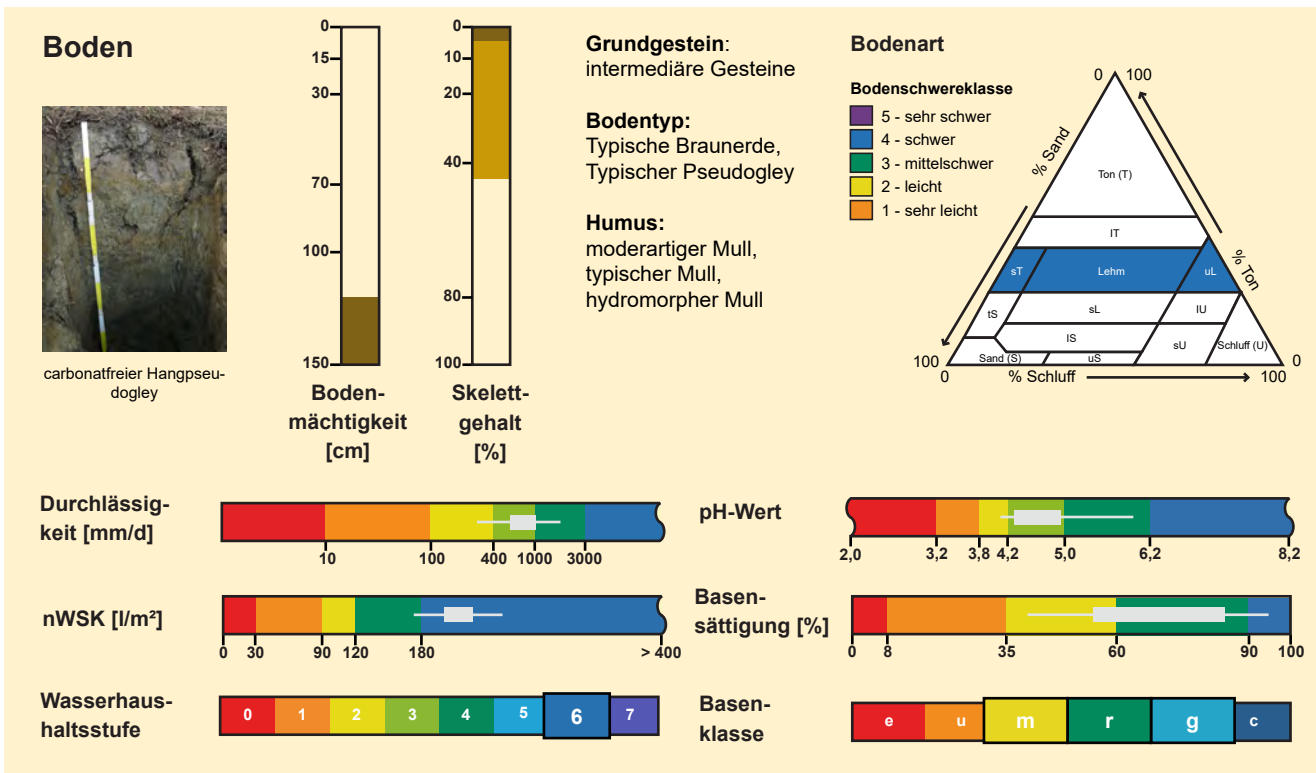 Boden
carbonatfreier Hangpseu-
dogley
0
15
30
70
100
150
Boden-
mächtigkeit
[cm]
0
10
20
40
80
100
Skelett-
gehalt
[%]
Grundgestein:
intermediäre Gesteine
Bodentyp:
Typische Braunerde,
Typischer Pseudogley
Humus:
moderartiger Mull,
typischer Mull,
hydromorpher Mull
Bodenart
Bodenschwereklasse
5 - sehr schwer
4 - schwer
3 - mittelschwer
2 - leicht
1 - sehr leicht
0 100
% Sand
% Ton
Ton (T)
lT
sT Lehm uL
tS sL lU
lS sU Schluff (U)
Sand (S) uS
100 0
0 % Schluff 100
Durchlässig-
keit [mm/d]
10 100 400 1000 3000
nWSK [l/m²]
0 30 90 120 180 > 400
Wasserhaus-
haltsstufe
0 1 2 3 4 5 6 7
pH-Wert
2,0 3,2 3,8 4,2 5,0 6,2 8,2
Basen-
sättigung [%]
0 8 35 60 90 100
Basen-
klasse
e u m r g c